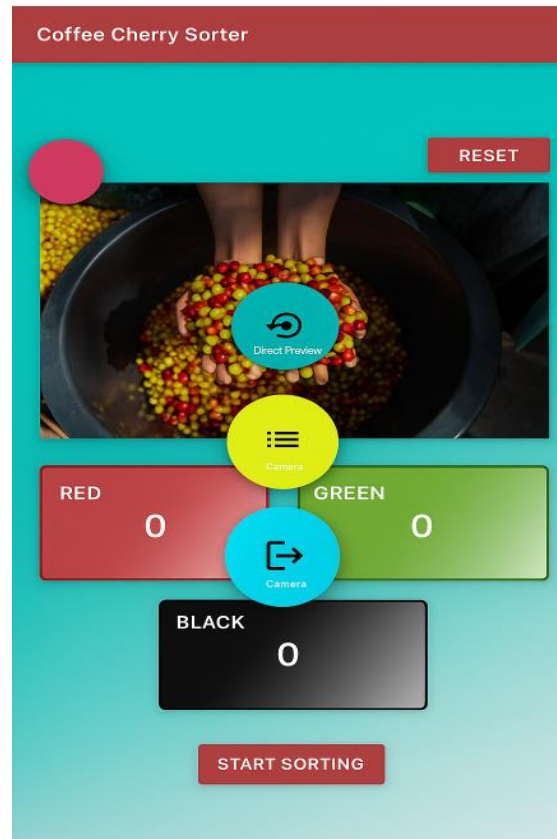 Coffee Cherry Sorter
RESET
Direct Preview
Camera
RED
0
GREEN
0
Camera
BLACK
0
START SORTING